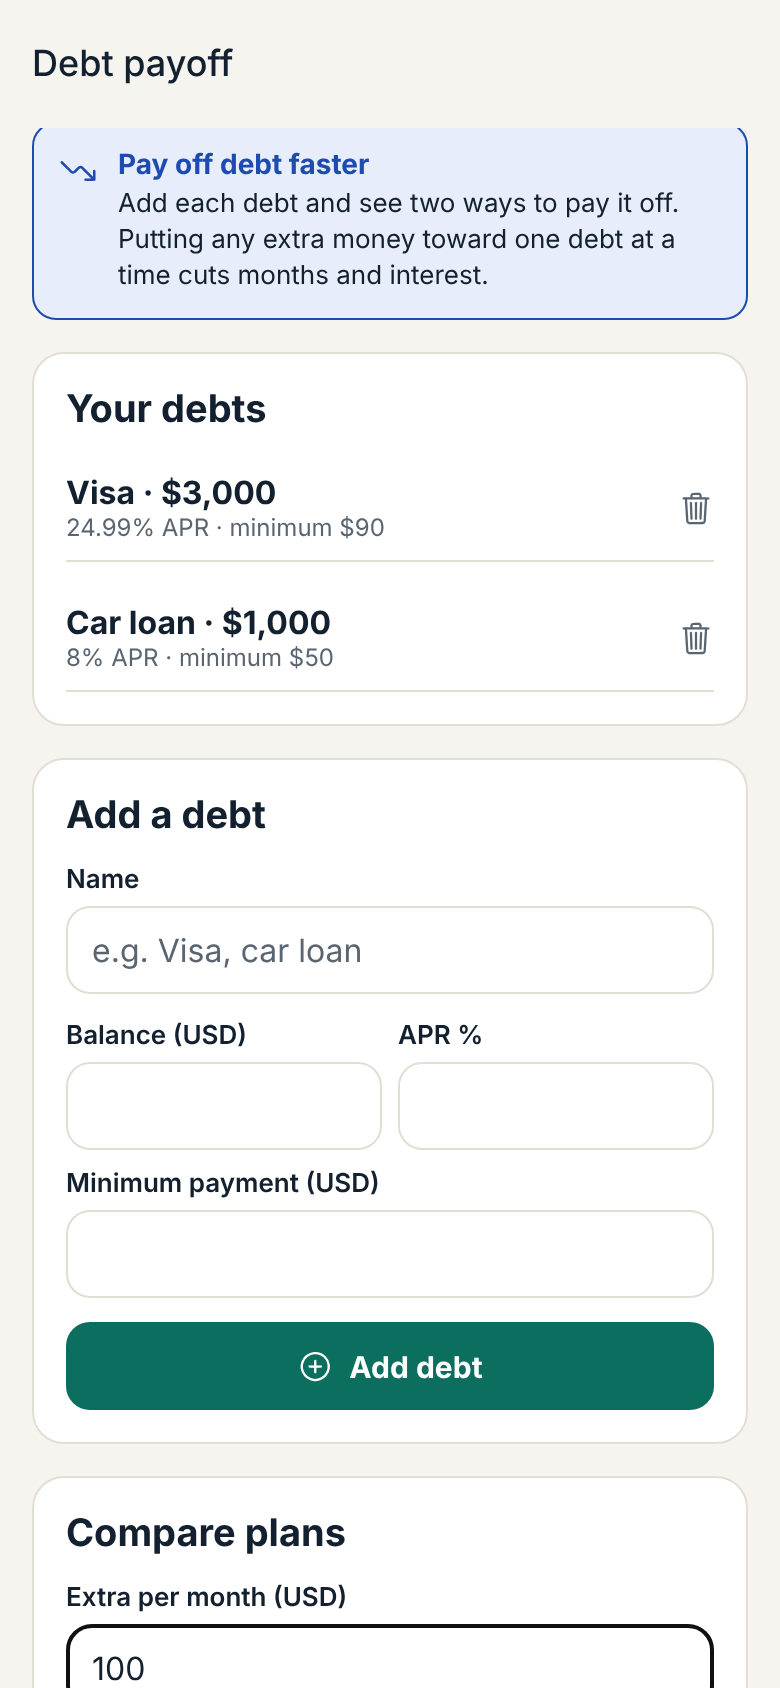 Debt payoff
Pay off debt faster
Add each debt and see two ways to pay it off.
Putting any extra money toward one debt at a
time cuts months and interest.
Your debts
Visa · $3,000
24.99% APR · minimum $90
Car loan · $1,000
8% APR · minimum $50
Add a debt
Name
e.g. Visa, car loan
Balance (USD)
APR %
Minimum payment (USD)
Add debt
Compare plans
Extra per month (USD)
100